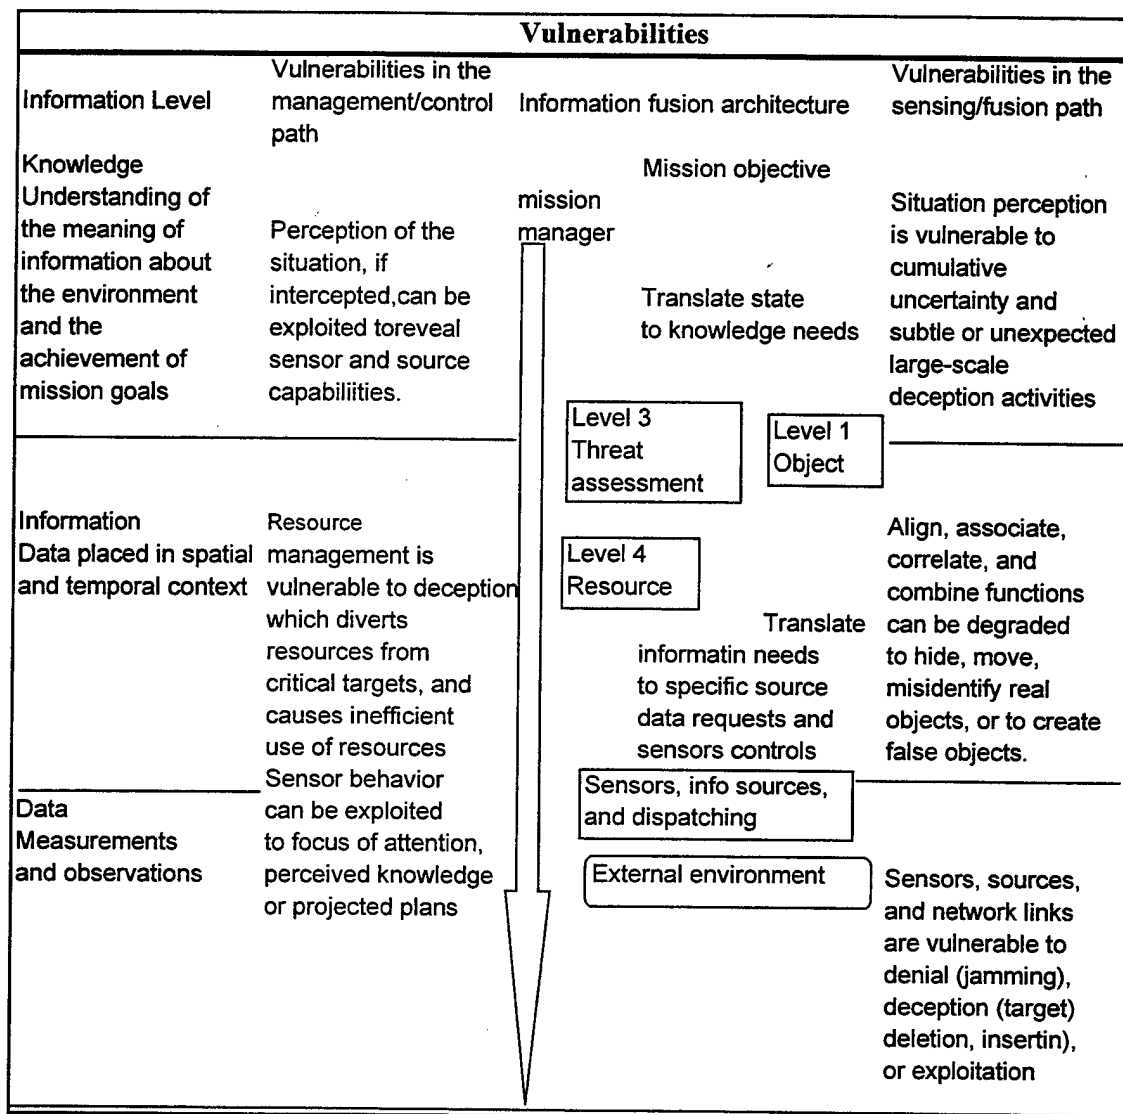 Vulnerabilities
Information Level
Vulnerabilities in the
management/control
path
Information fusion architecture
Vulnerabilities in the
sensing/fusion path
Knowledge
Understanding of
the meaning of
information about
the environment
and the
achievement of
mission goals
Perception of the
situation, if
intercepted,can be
exploited toreveal
sensor and source
capabiliities.
mission
manager
Mission objective
Translate state
to knowledge needs
Situation perception
is vulnerable to
cumulative
uncertainty and
subtle or unexpected
large-scale
deception activities
Level 3
Threat
assessment
Level 1
Object
Information
Data placed in spatial
and temporal context
Resource
management is
vulnerable to deception
which diverts
resources from
critical targets, and
causes inefficient
use of resources
Level 4
Resource
Translate
informatin needs
to specific source
data requests and
sensors controls
Align, associate,
correlate, and
combine functions
can be degraded
to hide, move,
misidentify real
objects, or to create
false objects.
Data
Measurements
and observations
Sensor behavior
can be exploited
to focus of attention,
perceived knowledge
or projected plans
Sensors, info sources,
and dispatching
External environment
Sensors, sources,
and network links
are vulnerable to
denial (jamming),
deception (target)
deletion, insertin),
or exploitation